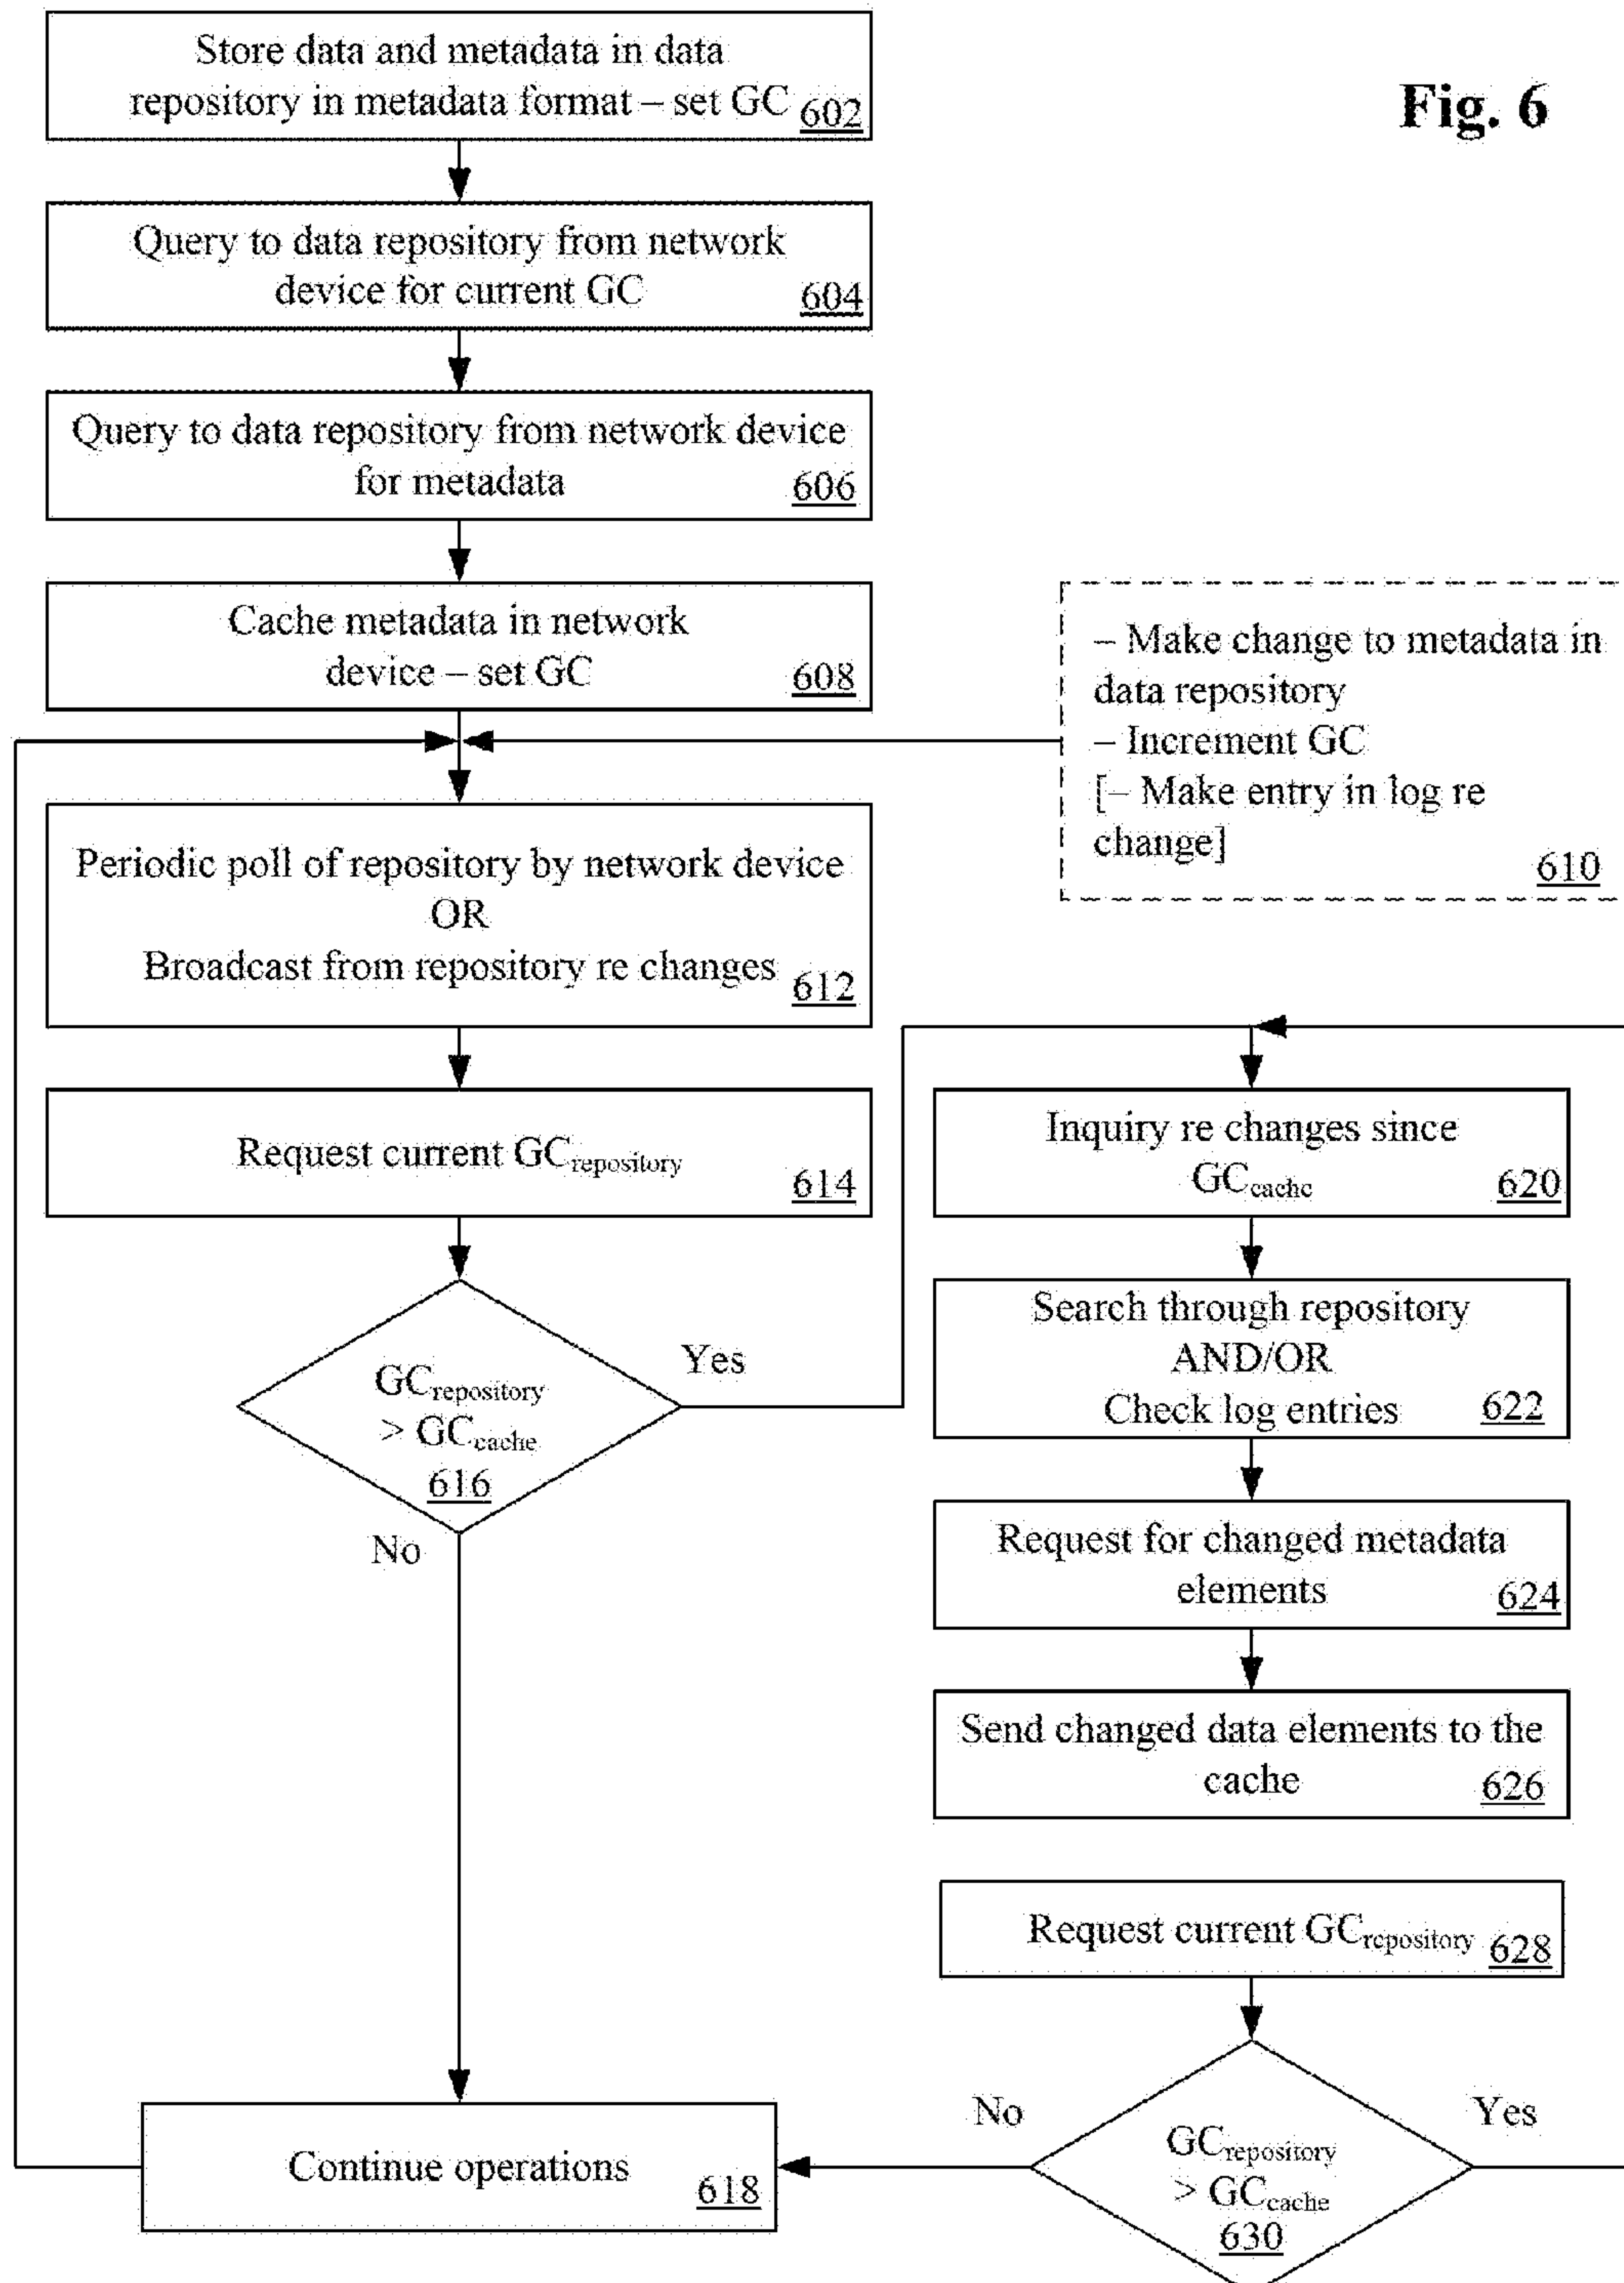 Fig. 6
Store data and metadata in data
repository in metadata format – set GC 602
Query to data repository from network
device for current GC 604
Query to data repository from network device
for metadata 606
Cache metadata in network
device – set GC 608
– Make change to metadata in
data repository
– Increment GC
[– Make entry in log re
change]
610
Periodic poll of repository by network device
OR
Broadcast from repository re changes 612
Request current GCrepository
614
GCrepository
> GCcache
616
Yes
No
Inquiry re changes since
GCcache 620
Search through repository
AND/OR
Check log entries 622
Request for changed metadata
elements 624
Send changed data elements to the
cache 626
Request current GCrepository 628
GCrepository
> GCcache
630
No
Yes
Continue operations
618